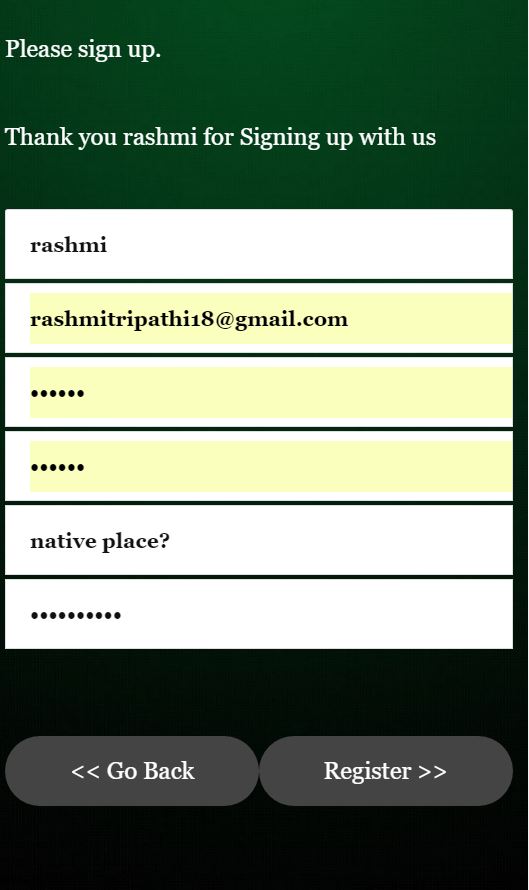 Please sign up.
Thank you rashmi for Signing up with us
rashmi
rashmitripathi18@gmail.com
••••••
••••••
native place?
••••••••••
<< Go Back
Register >>